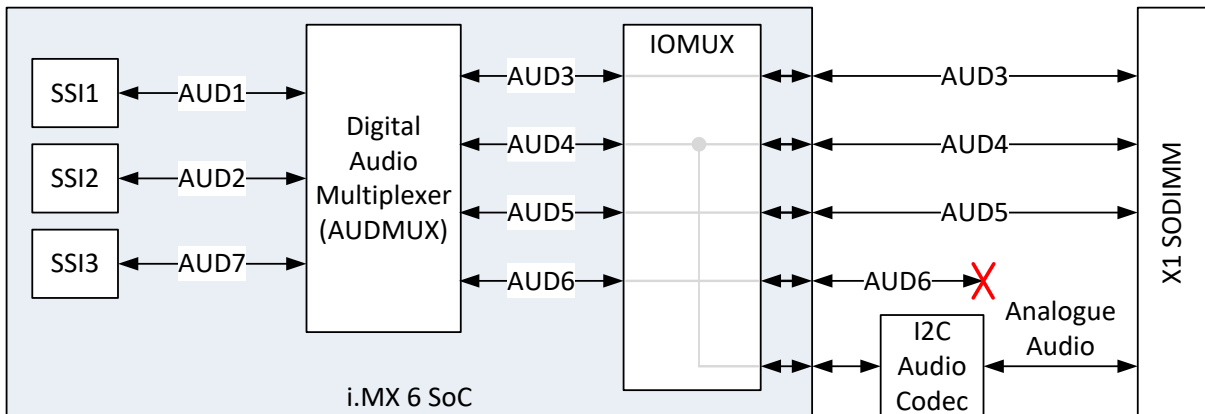 SSI1
AUD1
SSI2
AUD2
SSI3
AUD7
Digital
Audio
Multiplexer
(AUDMUX)
AUD3
AUD4
AUD5
AUD6
IOMUX
i.MX 6 SoC
AUD3
AUD4
AUD5
AUD6
I2C
Audio
Codec
Analogue
Audio
X1 SODIMM